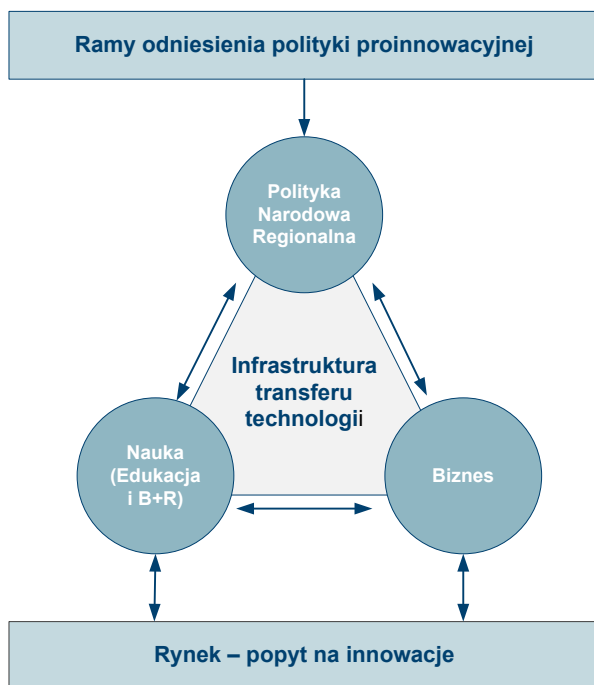 Ramy odniesienia polityki proinnowacyjnej
Polityka
Narodowa
Regionalna
Infrastruktura
transferu
technologii
Nauka
(Edukacja
i B+R)
Biznes
Rynek – popyt na innowacje